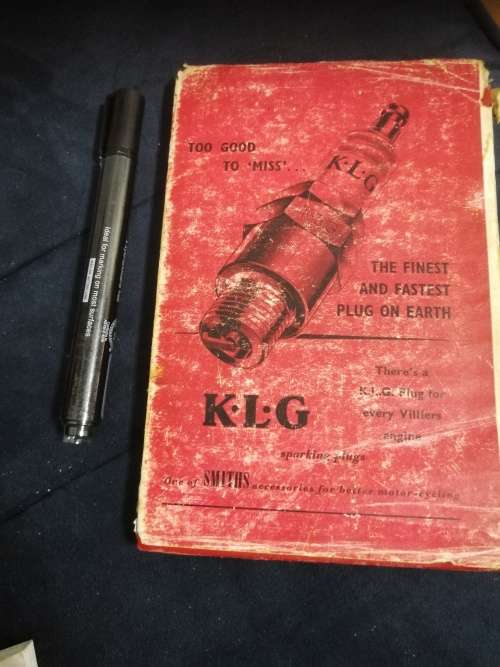 TOO GOOD
TO 'MISS'...
K·L·G
THE FINEST
AND FASTEST
PLUG ON EARTH
There's a
K.L.G. Plug for
every Villiers
engine
K·L·G
sparking plugs
One of SMITHS accessories for better motor-cycling
ideal for marking on most surfaces